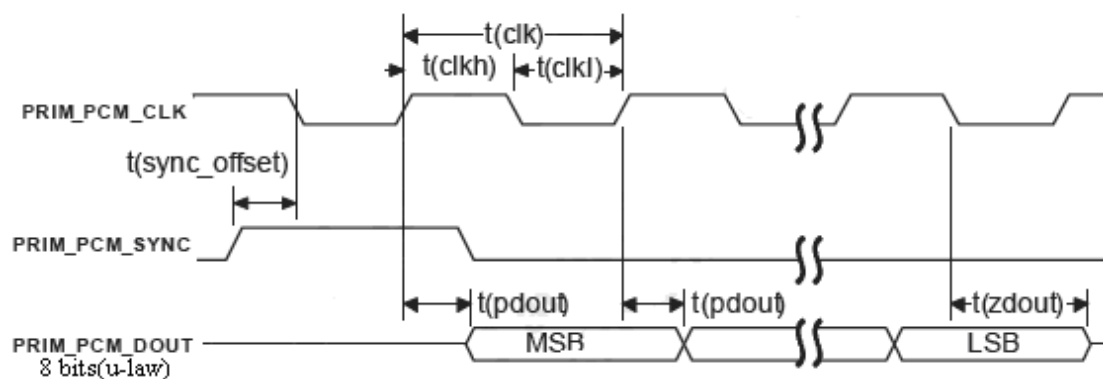 t(clk)
t(clkh)
t(clkl)
PRIM_PCM_CLK
t(sync_offset)
PRIM_PCM_SYNC
t(pdout)
t(pdout)
t(zdout)
PRIM_PCM_DOUT
MSB
LSB
8 bits(u-law)